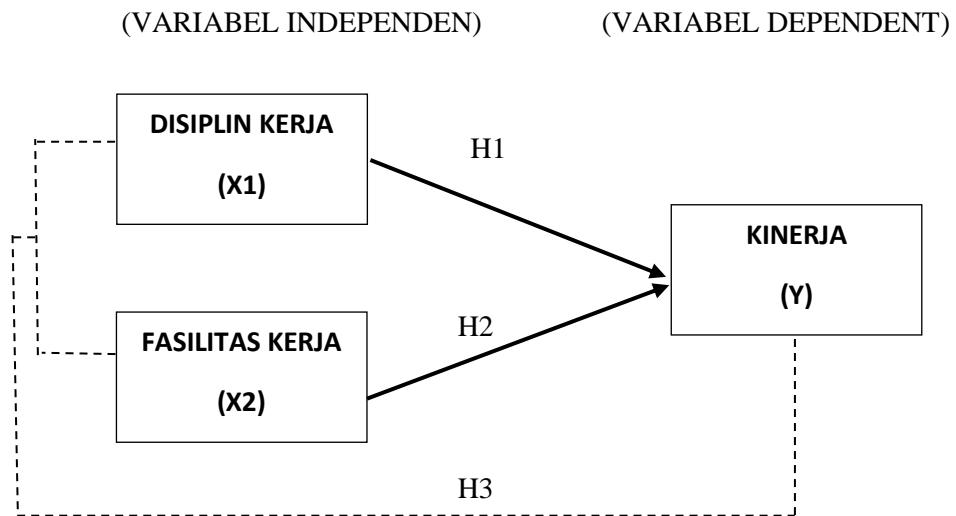 (VARIABEL INDEPENDEN)
(VARIABEL DEPENDENT)
DISIPLIN KERJA
(X1)
H1
KINERJA
(Y)
H2
FASILITAS KERJA
(X2)
H3